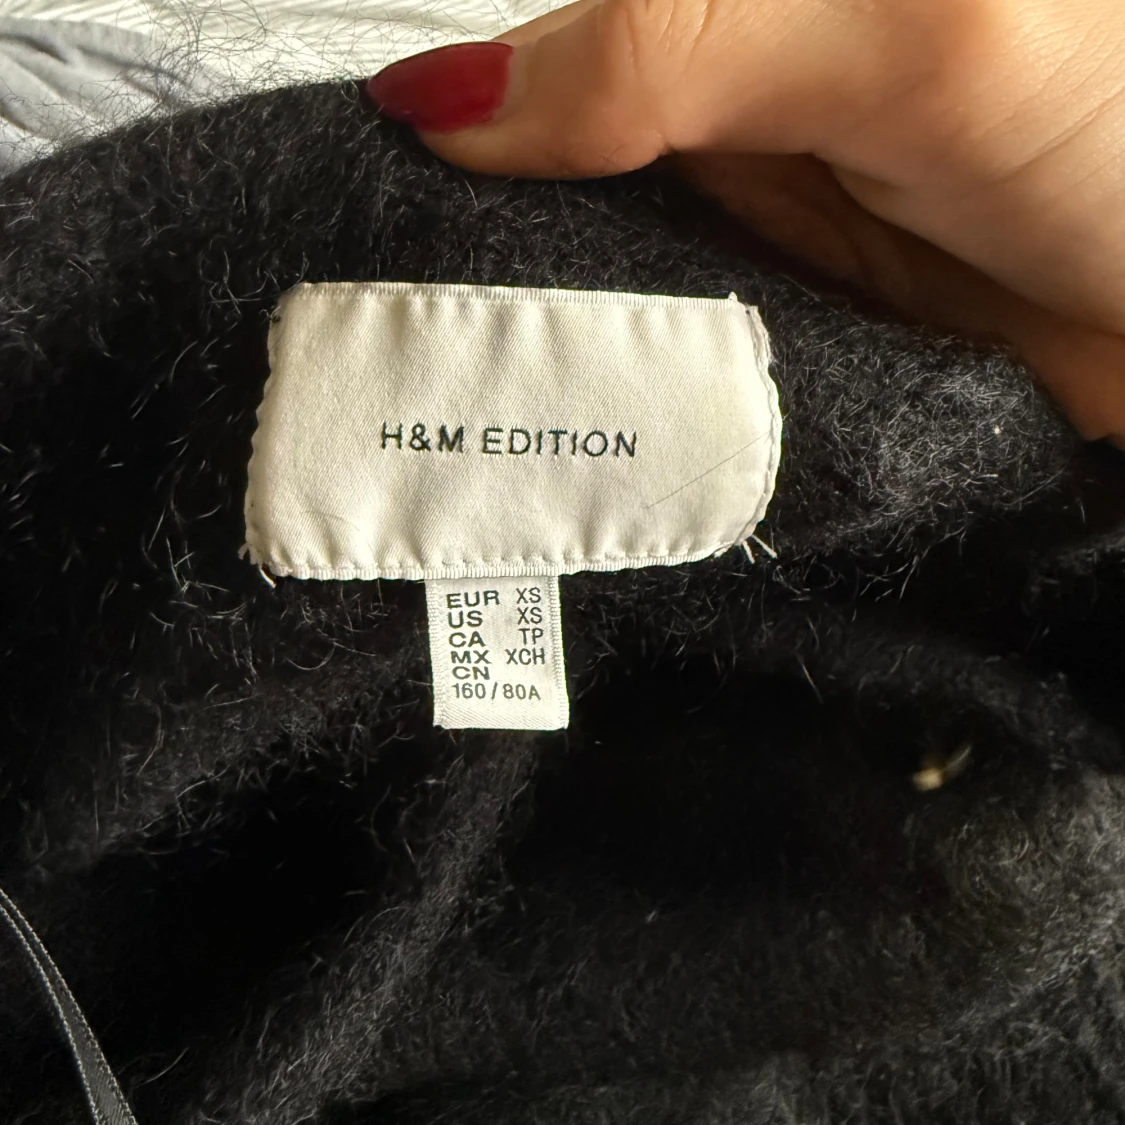 H&M EDITION
EUR XS
US XS
CA TP
MX XCH
CN
160/80A